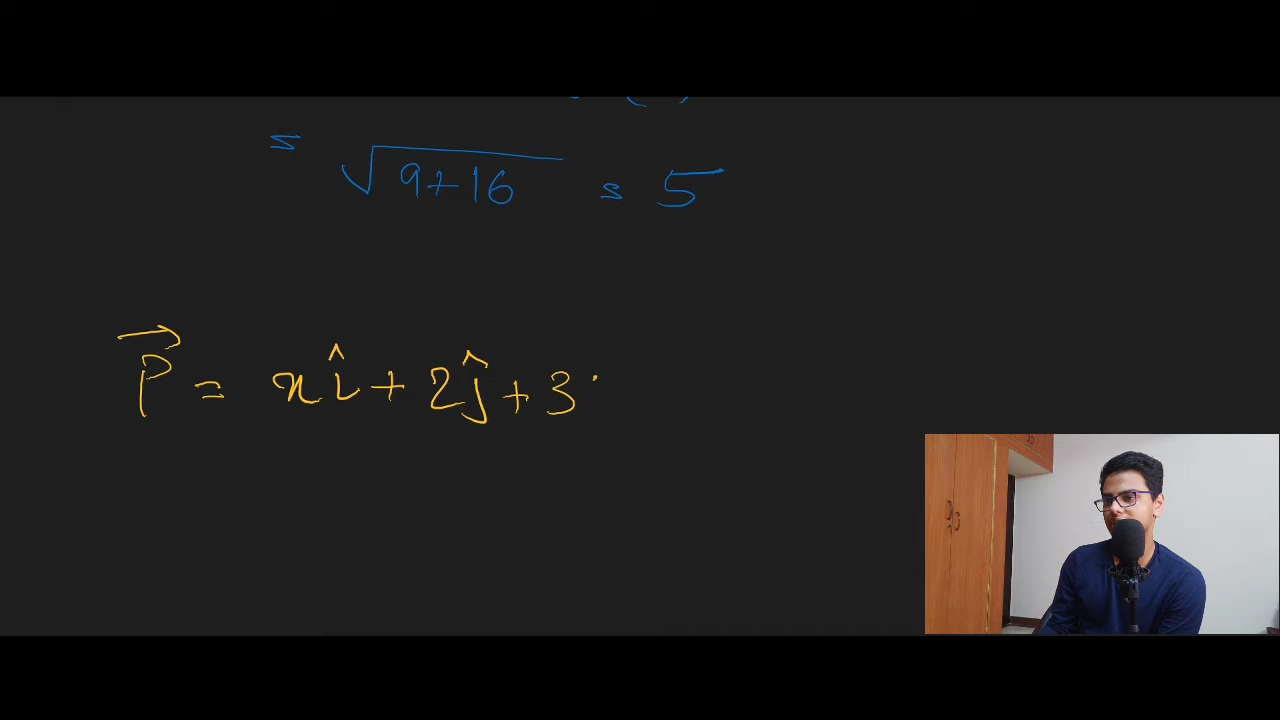 = √9+16 = 5
P⃗ = xî + 2ĵ + 3